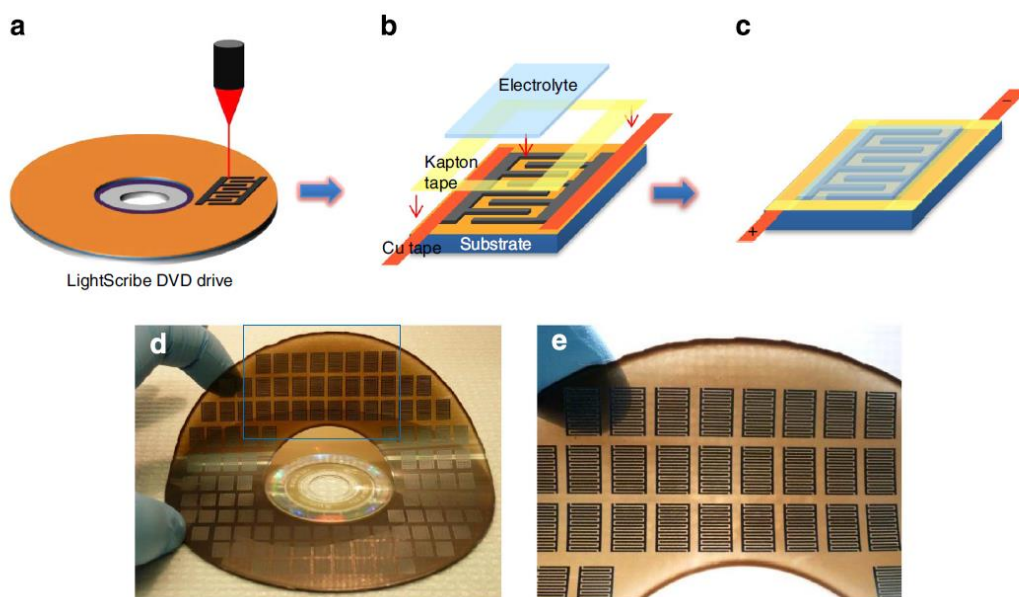 a
b
c
Electrolyte
Kapton
tape
Cu tape
Substrate
LightScribe DVD drive
−
+
d
e